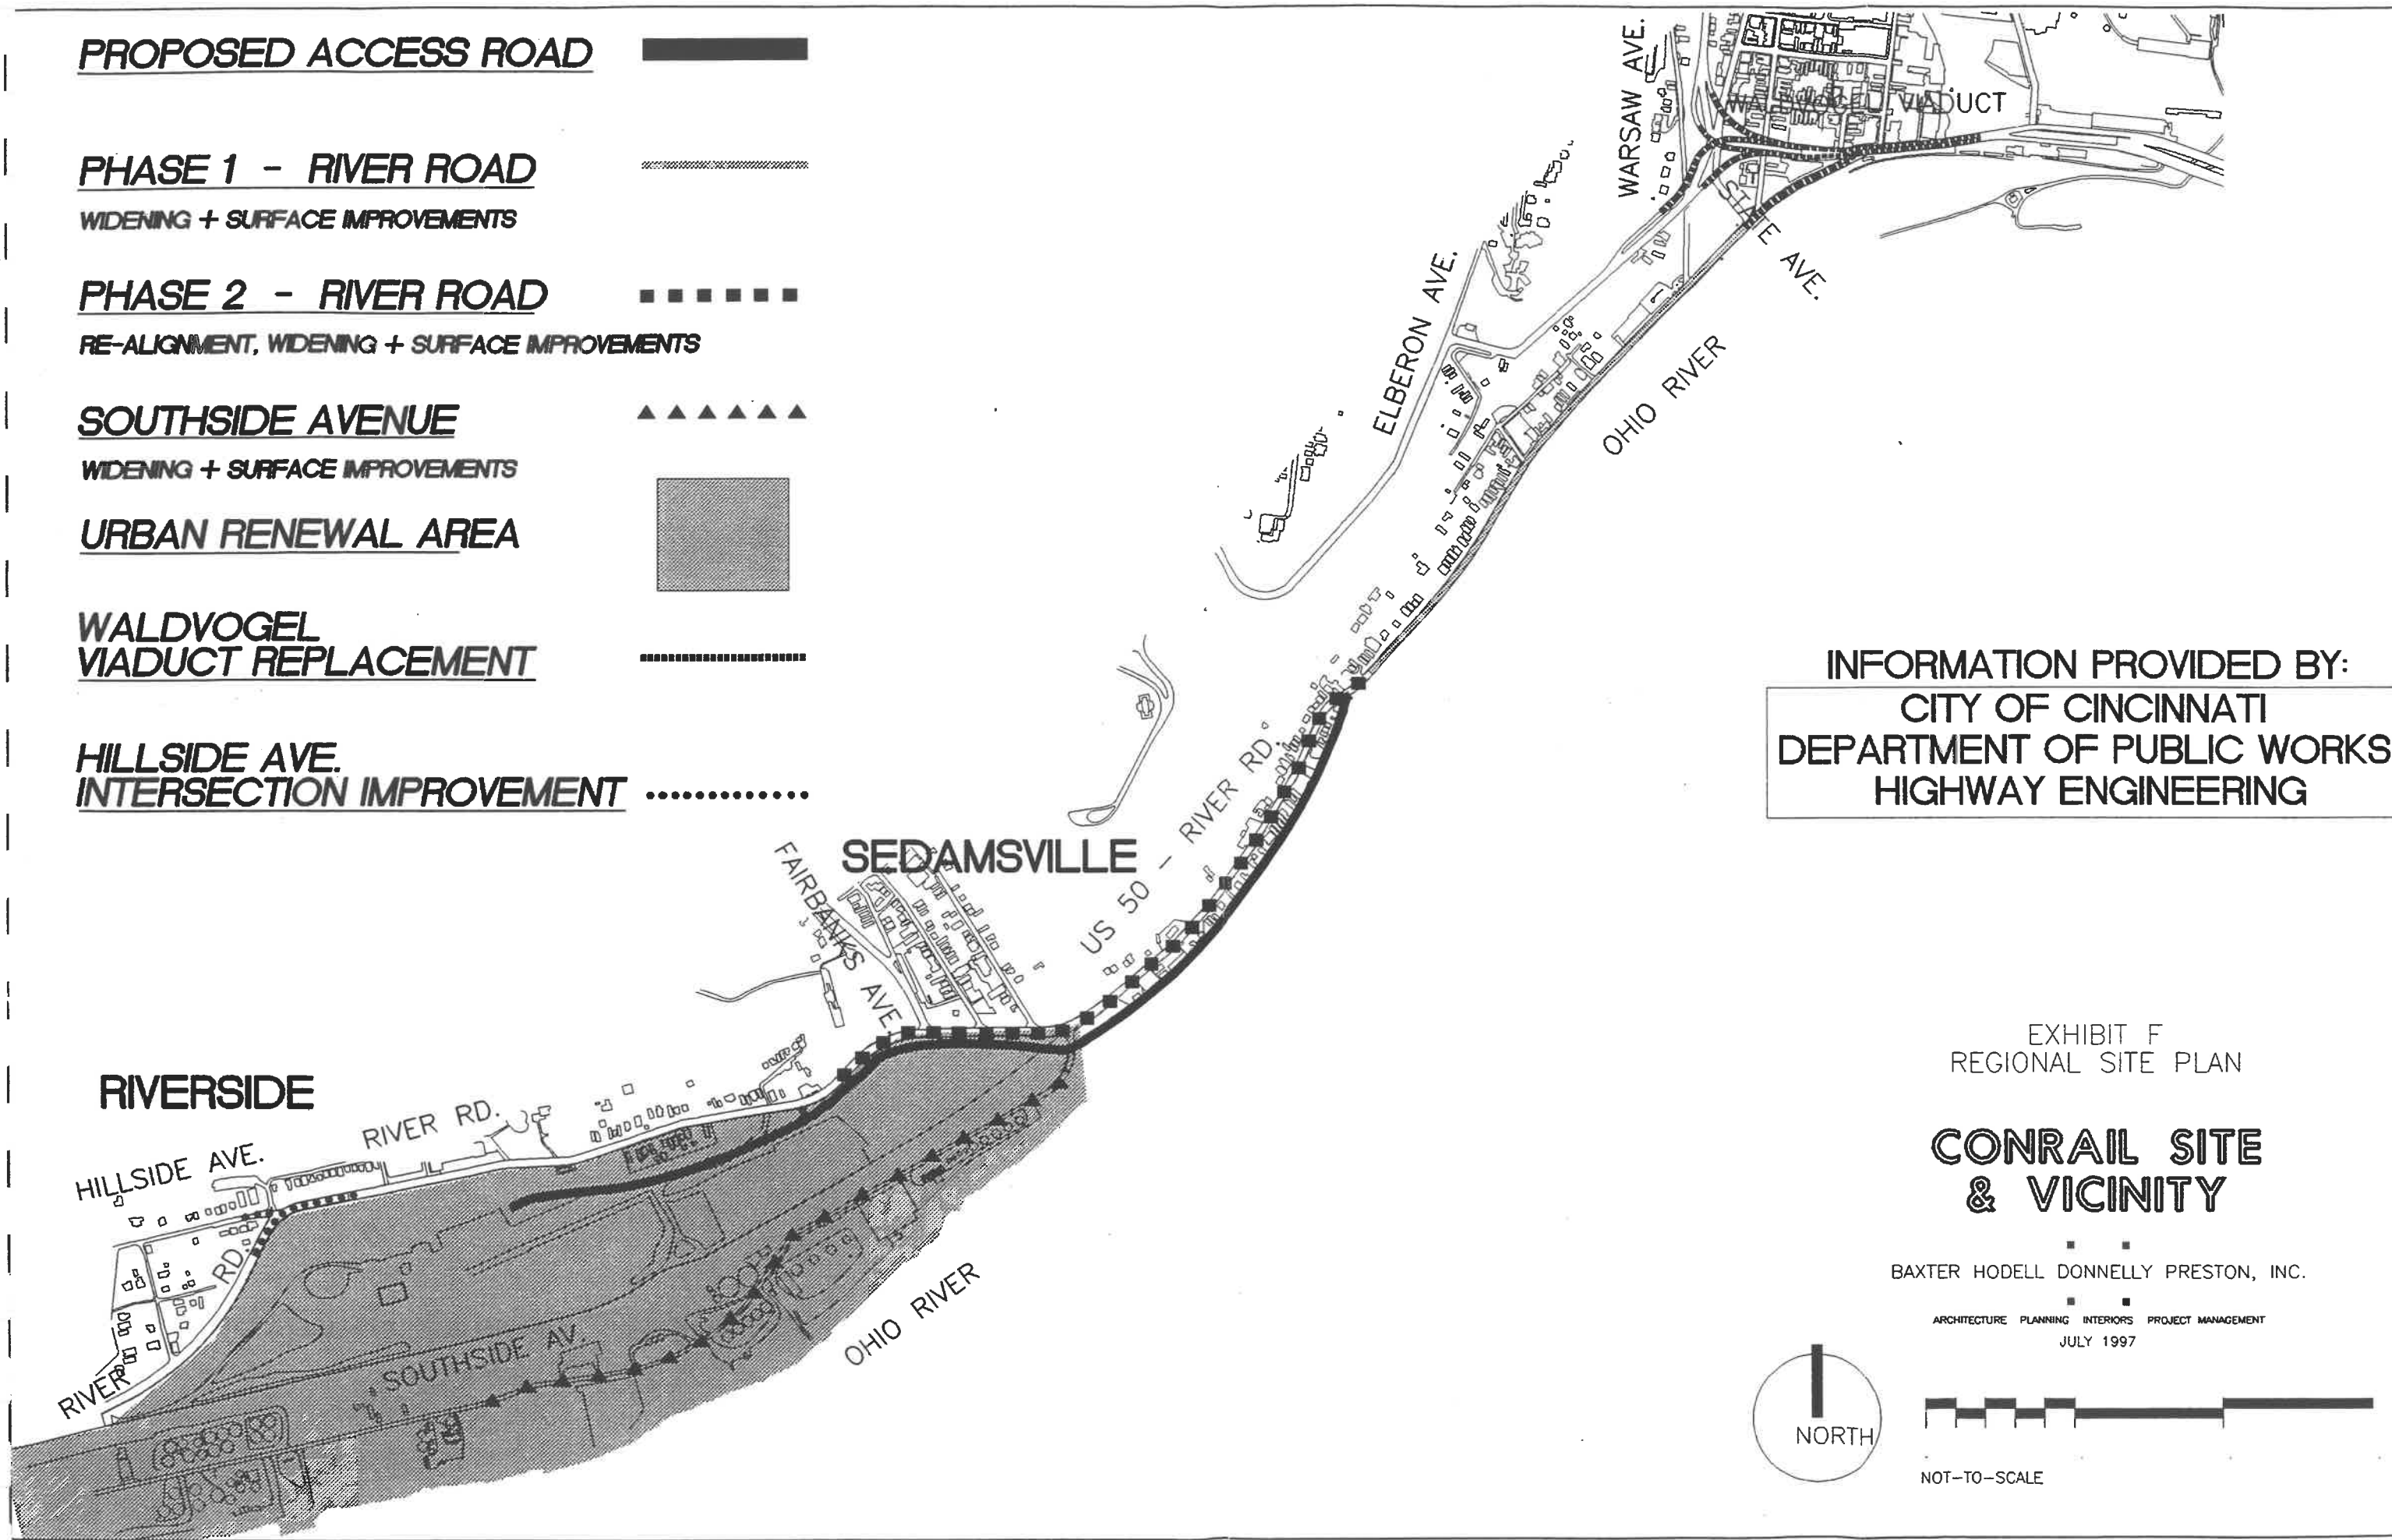 PROPOSED ACCESS ROAD
PHASE 1 - RIVER ROAD
WIDENING + SURFACE IMPROVEMENTS
PHASE 2 - RIVER ROAD
RE-ALIGNMENT, WIDENING + SURFACE IMPROVEMENTS
SOUTHSIDE AVENUE
WIDENING + SURFACE IMPROVEMENTS
URBAN RENEWAL AREA
WALDVOGEL
VIADUCT REPLACEMENT
HILLSIDE AVE.
INTERSECTION IMPROVEMENT
WARSAW AVE.
WALDVOGEL VIADUCT
STATE AVE.
ELBERON AVE.
OHIO RIVER
US 50 - RIVER RD.
SEDAMSVILLE
FAIRBANKS AVE.
RIVERSIDE
RIVER RD.
HILLSIDE AVE.
RIVER RD.
SOUTHSIDE AV.
OHIO RIVER
INFORMATION PROVIDED BY:
CITY OF CINCINNATI
DEPARTMENT OF PUBLIC WORKS
HIGHWAY ENGINEERING
EXHIBIT F
REGIONAL SITE PLAN
CONRAIL SITE
& VICINITY
BAXTER HODELL DONNELLY PRESTON, INC.
ARCHITECTURE PLANNING INTERIORS PROJECT MANAGEMENT
JULY 1997
NORTH
NOT-TO-SCALE